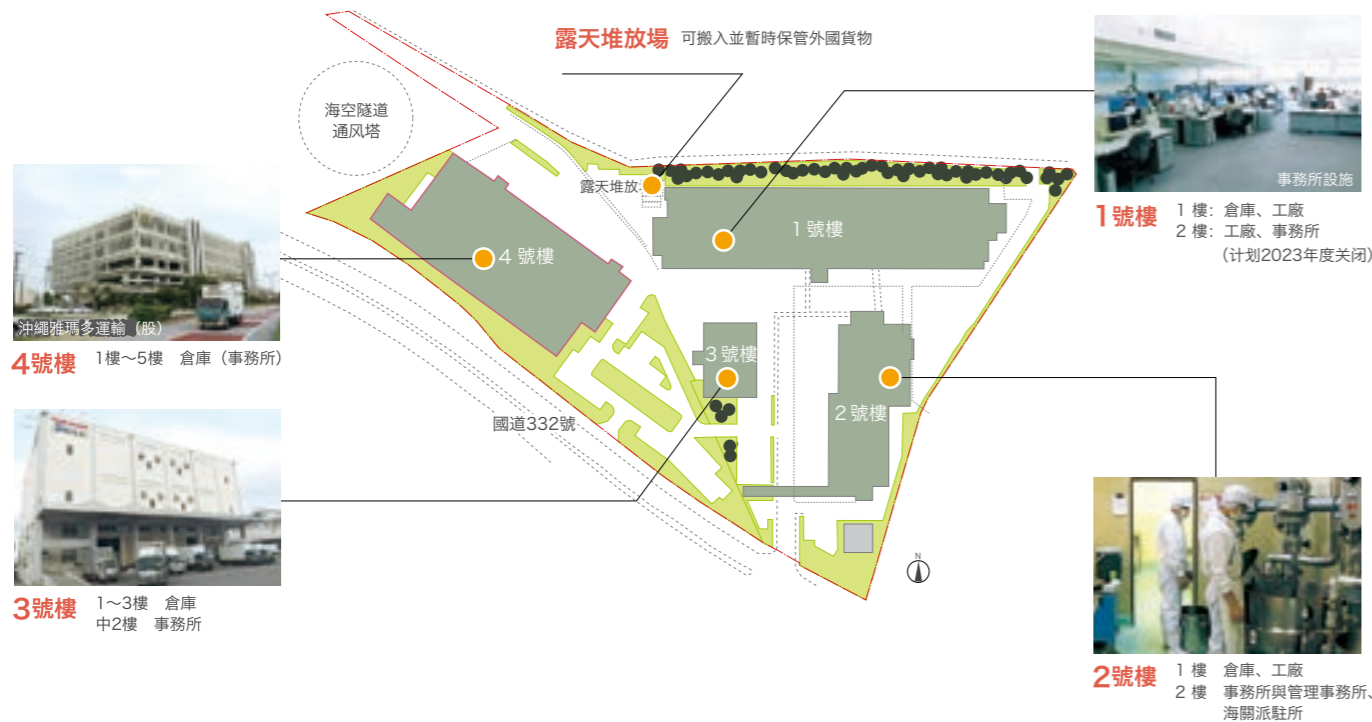 露天堆放場 可搬入並暫時保管外國貨物
海空隧道
通风塔
露天堆放
1號樓
4號樓
3號樓
2號樓
國道332號
N
事務所設施
1號樓
1 樓：倉庫、工廠
2 樓：工廠、事務所
（计划2023年度关闭）
沖繩雅瑪多運輸（股）
4號樓 1樓～5樓 倉庫（事務所）
3號樓
1～3樓 倉庫
中2樓 事務所
2號樓
1 樓 倉庫、工廠
2 樓 事務所與管理事務所、
海關派駐所